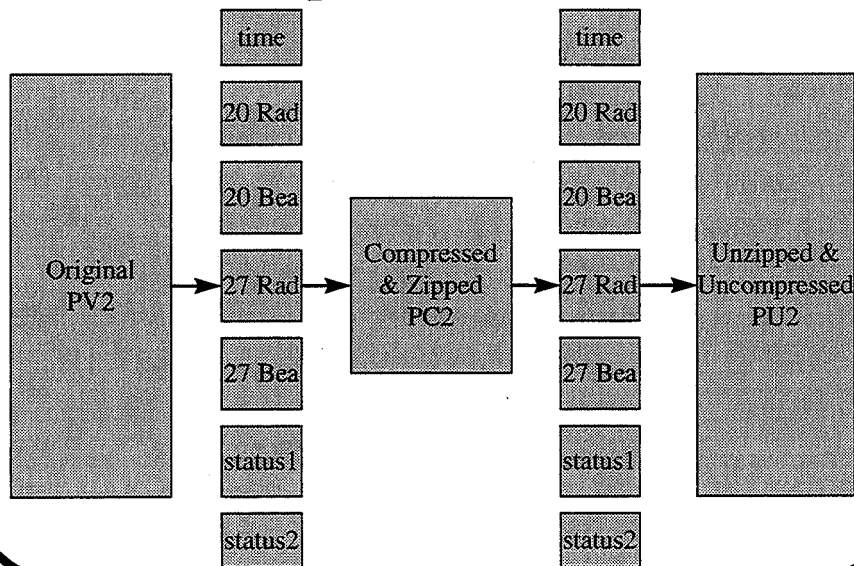 Original
PV2
time
20 Rad
20 Bea
27 Rad
27 Bea
status1
status2
Compressed
& Zipped
PC2
time
20 Rad
20 Bea
27 Rad
27 Bea
status1
status2
Unzipped &
Uncompressed
PU2